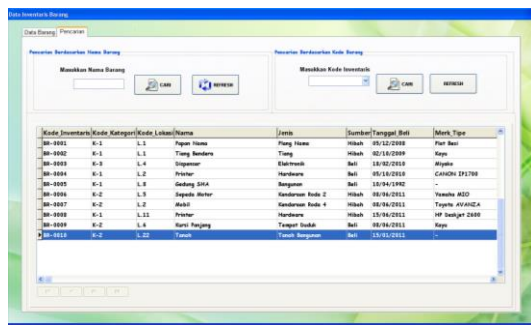 Data Inventaris Barang
Data Barang Pencarian
Pencarian Berdasarkan Nama Barang Pencarian Berdasarkan Kode Barang
Masukkan Nama Barang Masukkan Kode Inventaris
CARI REFRESH CARI REFRESH
Kode_Inventaris Kode_Kategori Kode_Lokasi Nama Jenis Sumber Tanggal_Beli Merk_Tipe
BR-0001 K-1 L.1 Papan Nama Plang Nama Hibah 05/12/2008 Plat Besi
BR-0002 K-1 L.1 Tiang Bendera Tiang Hibah 02/10/2009 Kayu
BR-0003 K-3 L.4 Dispenser Elektronik Beli 10/02/2010 Miyako
BR-0004 K-1 L.2 Printer Hardware Beli 05/10/2010 CANON IP1700
BR-0005 K-1 Gedung SMA Bangunan Beli 10/04/1992 -
BR-0006 K-2 L.5 Sepeda Motor Kendaraan Roda 2 Hibah 08/06/2011 Yamaha MIO
BR-0007 K-2 L.2 Mobil Kendaraan Roda 4 Hibah 08/06/2011 Toyota AVANZA
BR-0008 K-1 L.11 Printer Hardware Hibah 15/06/2011 HP Deskjet 2600
BR-0009 K-2 L.6 Kursi Panjang Tempat Duduk Beli 08/06/2011 Kayu
BR-0010 K-2 L.22 Tanah Tanah Bangunan Beli 15/01/2011 -